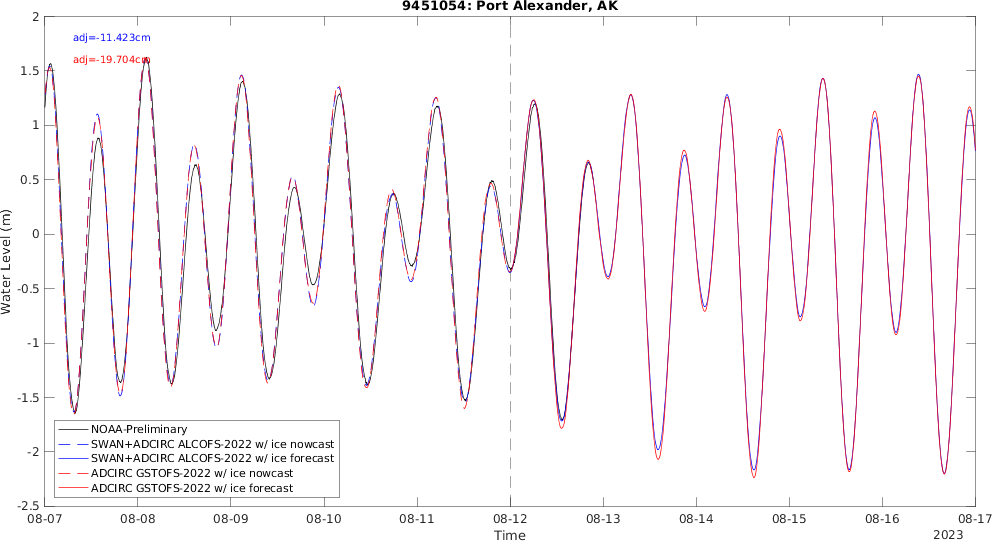 9451054: Port Alexander, AK
adj=-11.423cm
adj=-19.704cm
2
1.5
1
0.5
0
-0.5
-1
-1.5
-2
-2.5
Water Level (m)
NOAA-Preliminary
SWAN+ADCIRC ALCOFS-2022 w/ ice nowcast
SWAN+ADCIRC ALCOFS-2022 w/ ice forecast
ADCIRC GSTOFS-2022 w/ ice nowcast
ADCIRC GSTOFS-2022 w/ ice forecast
08-07 08-08 08-09 08-10 08-11 08-12 08-13 08-14 08-15 08-16 08-17
Time
2023